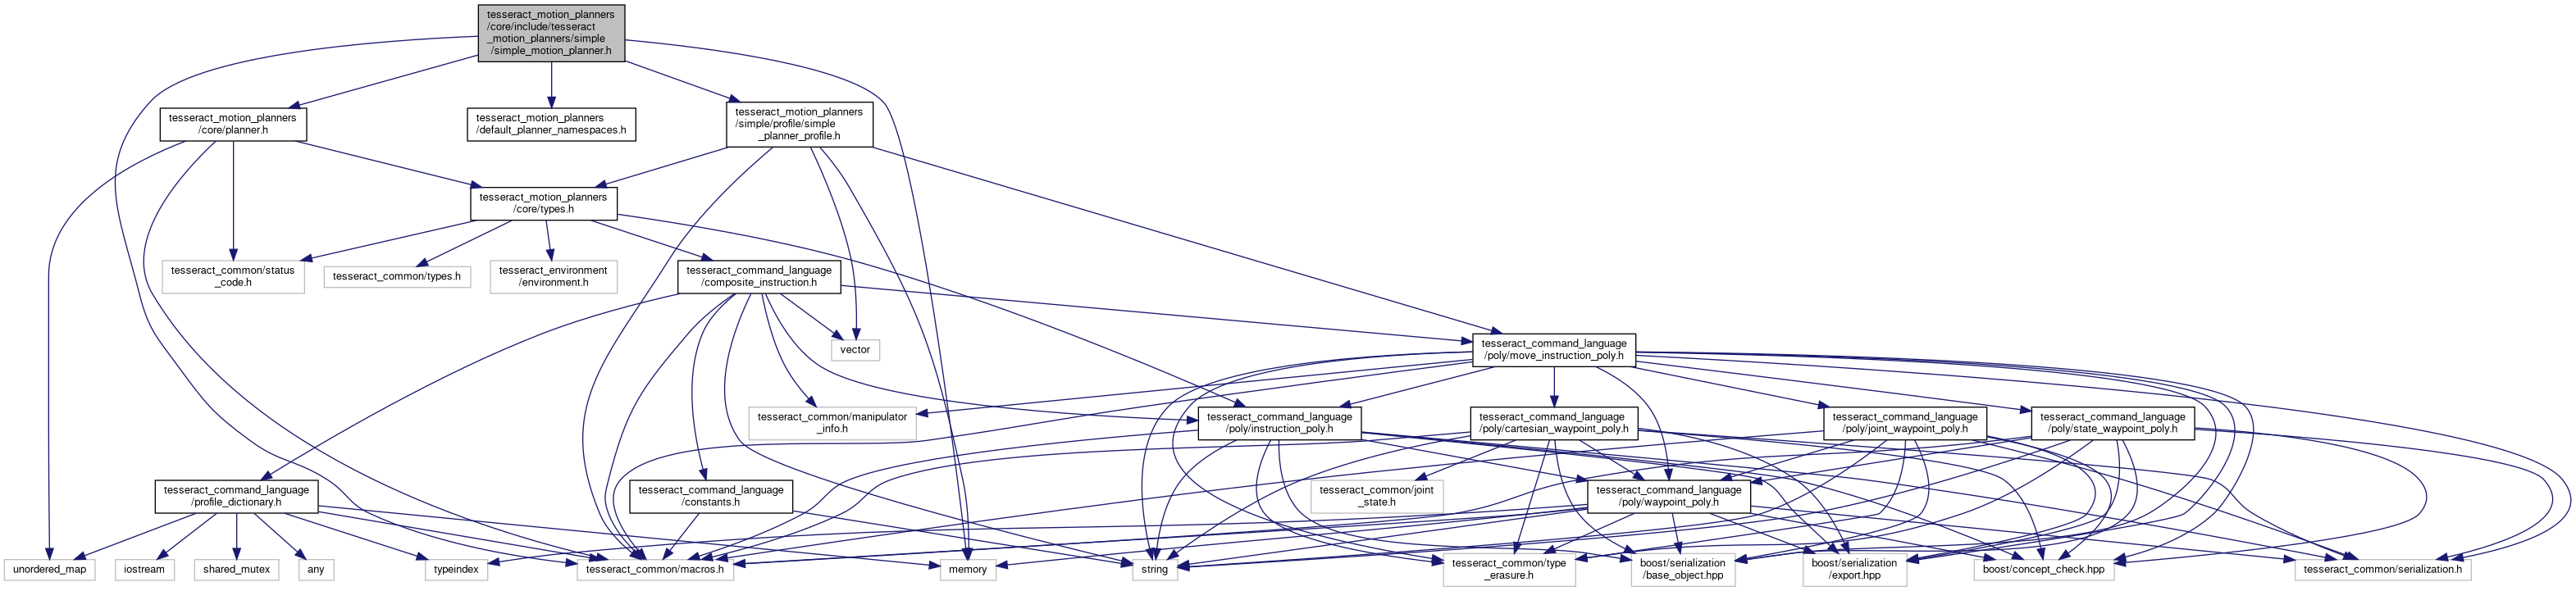 tesseract_motion_planners
/core/include/tesseract
_motion_planners/simple
/simple_motion_planner.h
tesseract_motion_planners
/core/planner.h
tesseract_motion_planners
/default_planner_namespaces.h
tesseract_motion_planners
/simple/profile/simple
_planner_profile.h
tesseract_motion_planners
/core/types.h
tesseract_common/status
_code.h
tesseract_common/types.h
tesseract_environment
/environment.h
tesseract_command_language
/composite_instruction.h
vector
tesseract_command_language
/poly/move_instruction_poly.h
tesseract_common/manipulator
_info.h
tesseract_command_language
/poly/instruction_poly.h
tesseract_command_language
/poly/cartesian_waypoint_poly.h
tesseract_command_language
/poly/joint_waypoint_poly.h
tesseract_command_language
/poly/state_waypoint_poly.h
tesseract_command_language
/profile_dictionary.h
tesseract_command_language
/constants.h
tesseract_common/joint
_state.h
tesseract_command_language
/poly/waypoint_poly.h
unordered_map
iostream
shared_mutex
any
typeindex
tesseract_common/macros.h
memory
string
tesseract_common/type
_erasure.h
boost/serialization
/base_object.hpp
boost/serialization
/export.hpp
boost/concept_check.hpp
tesseract_common/serialization.h